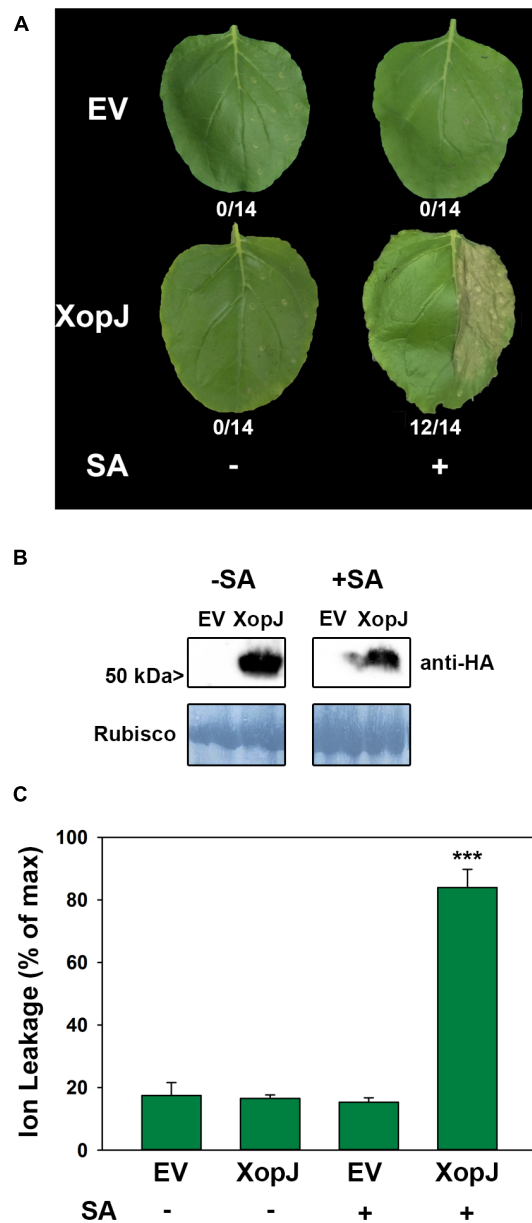 A
EV
0/14 0/14
XopJ
0/14 12/14
SA - +
B
-SA +SA
EV XopJ EV XopJ
50 kDa> anti-HA
Rubisco
C
Ion Leakage (% of max)
100
80
60
40
20
0
***
EV XopJ EV XopJ
SA - - + +